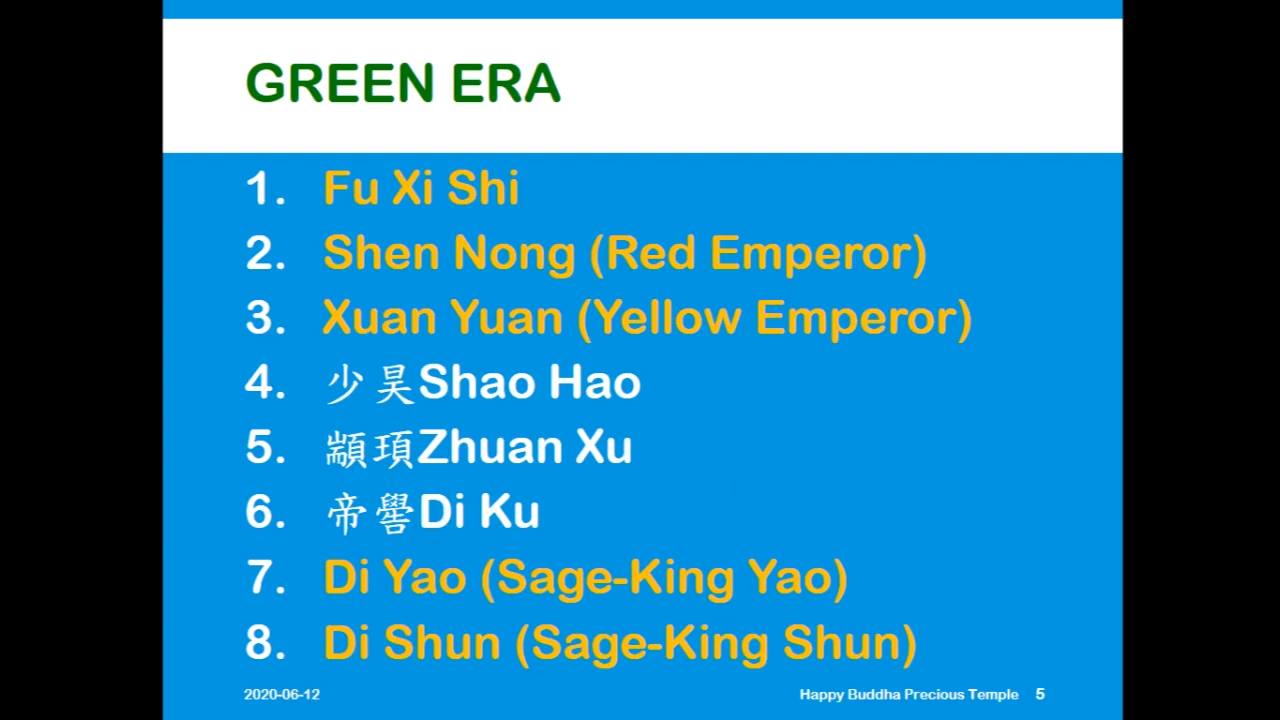 GREEN ERA
1. Fu Xi Shi
2. Shen Nong (Red Emperor)
3. Xuan Yuan (Yellow Emperor)
4. 少昊Shao Hao
5. 顓頊Zhuan Xu
6. 帝嚳Di Ku
7. Di Yao (Sage-King Yao)
8. Di Shun (Sage-King Shun)
2020-06-12 Happy Buddha Precious Temple 5